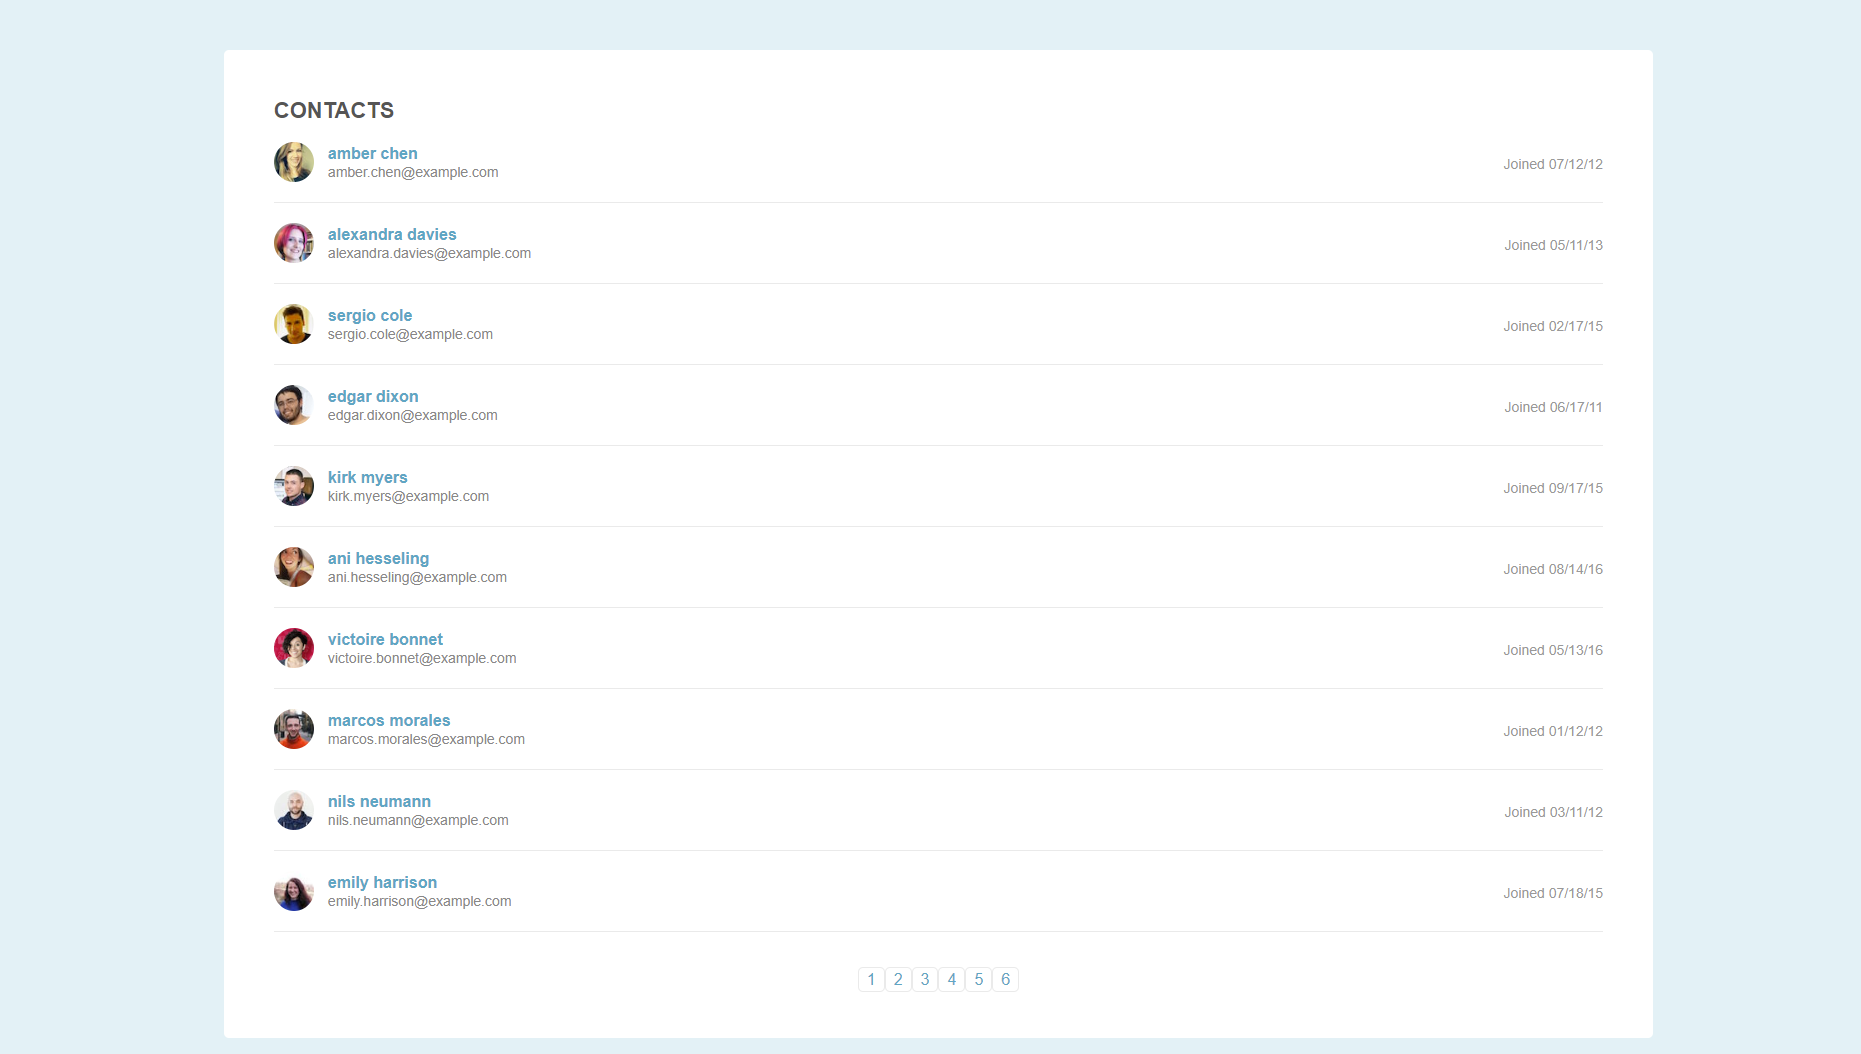 CONTACTS
amber chen
amber.chen@example.com
Joined 07/12/12
alexandra davies
alexandra.davies@example.com
Joined 05/11/13
sergio cole
sergio.cole@example.com
Joined 02/17/15
edgar dixon
edgar.dixon@example.com
Joined 06/17/11
kirk myers
kirk.myers@example.com
Joined 09/17/15
ani hesseling
ani.hesseling@example.com
Joined 08/14/16
victoire bonnet
victoire.bonnet@example.com
Joined 05/13/16
marcos morales
marcos.morales@example.com
Joined 01/12/12
nils neumann
nils.neumann@example.com
Joined 03/11/12
emily harrison
emily.harrison@example.com
Joined 07/18/15
1 2 3 4 5 6